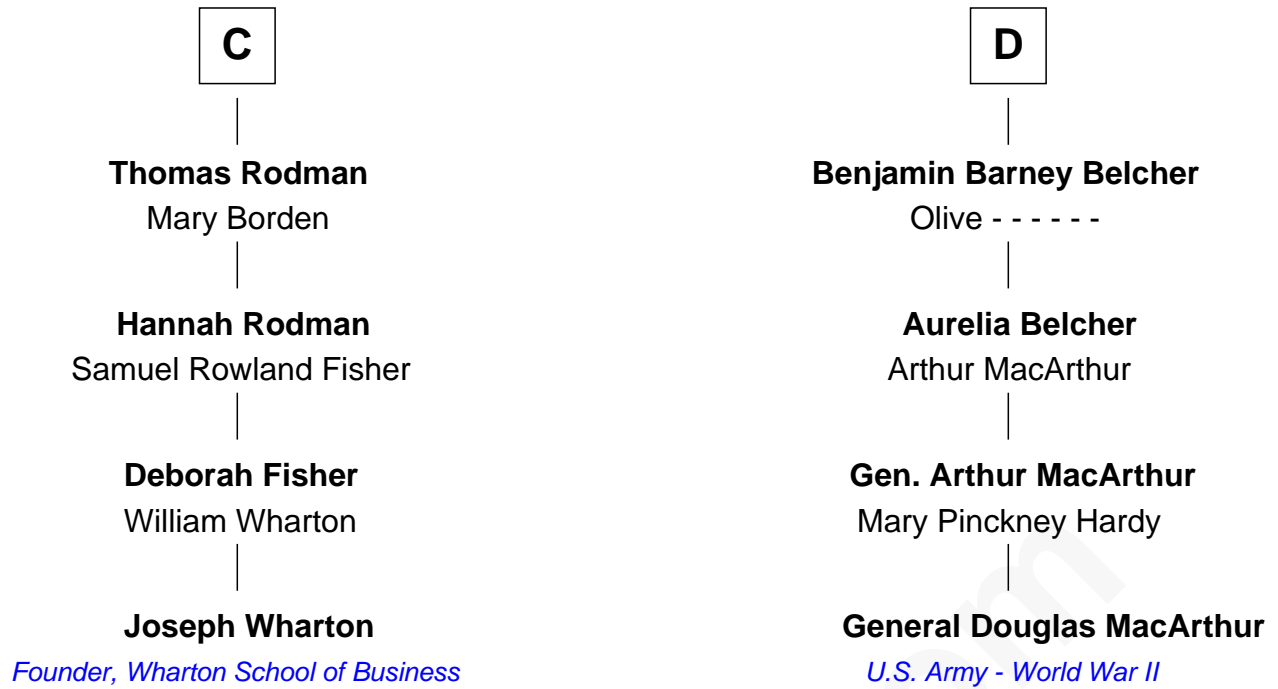 C
Thomas Rodman
Mary Borden
Hannah Rodman
Samuel Rowland Fisher
Deborah Fisher
William Wharton
Joseph Wharton
Founder, Wharton School of Business
D
Benjamin Barney Belcher
Olive - - - - - -
Aurelia Belcher
Arthur MacArthur
Gen. Arthur MacArthur
Mary Pinckney Hardy
General Douglas MacArthur
U.S. Army - World War II